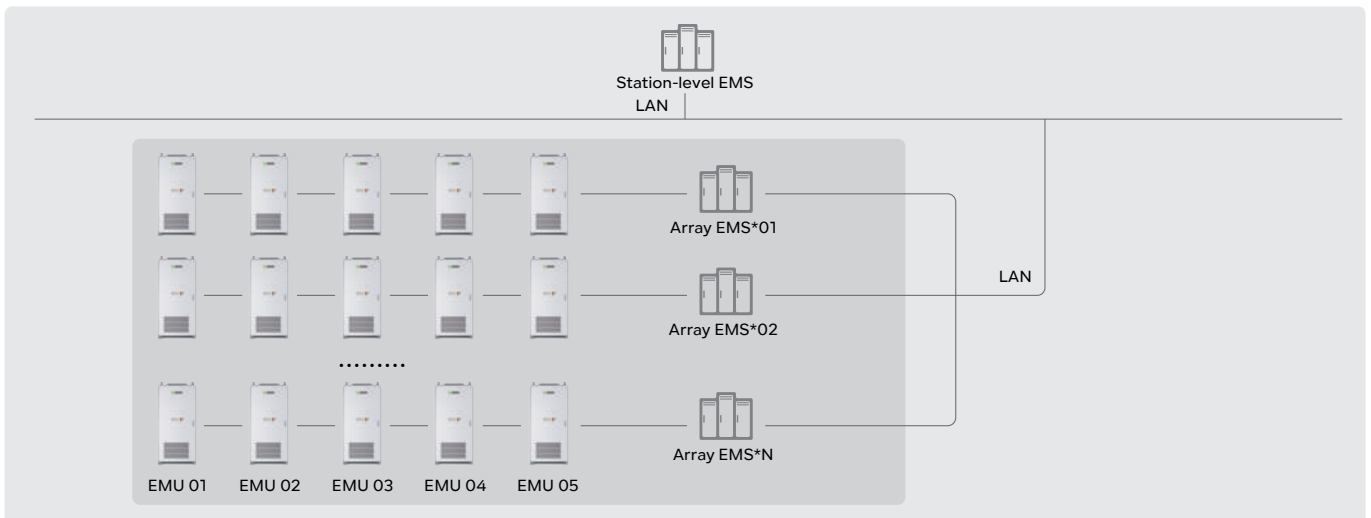 Station-level EMS
LAN
Array EMS*01
LAN
Array EMS*02
.........
Array EMS*N
EMU 01 EMU 02 EMU 03 EMU 04 EMU 05